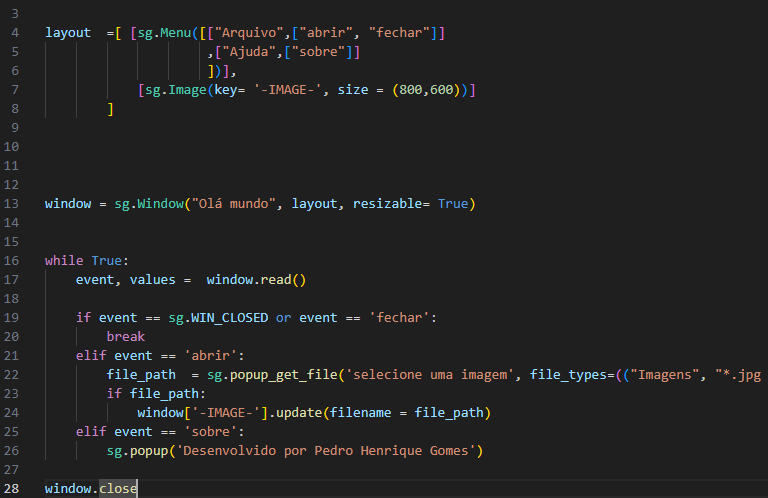 3
4 layout  =[ [sg.Menu([["Arquivo",["abrir", "fechar"]]
5                      ,["Ajuda",["sobre"]]
6                      ])],
7             [sg.Image(key= '-IMAGE-', size = (800,600))]
8         ]
9
10
11
12
13 window = sg.Window("Olá mundo", layout, resizable= True)
14
15
16 while True:
17     event, values =  window.read()
18
19     if event == sg.WIN_CLOSED or event == 'fechar':
20         break
21     elif event == 'abrir':
22         file_path  = sg.popup_get_file('selecione uma imagem', file_types=(("Imagens", "*.jpg
23         if file_path:
24             window['-IMAGE-'].update(filename = file_path)
25     elif event == 'sobre':
26         sg.popup('Desenvolvido por Pedro Henrique Gomes')
27
28 window.close